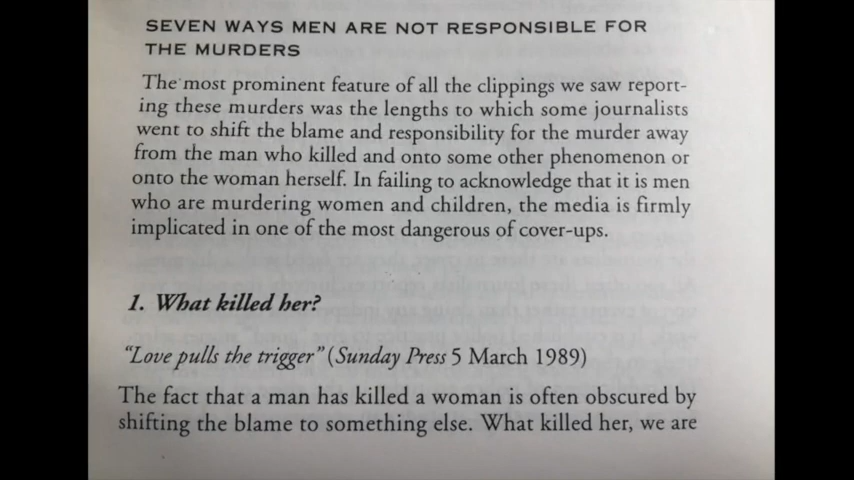 SEVEN WAYS MEN ARE NOT RESPONSIBLE FOR
THE MURDERS
The most prominent feature of all the clippings we saw report-
ing these murders was the lengths to which some journalists
went to shift the blame and responsibility for the murder away
from the man who killed and onto some other phenomenon or
onto the woman herself. In failing to acknowledge that it is men
who are murdering women and children, the media is firmly
implicated in one of the most dangerous of cover-ups.
1. What killed her?
"Love pulls the trigger" (Sunday Press 5 March 1989)
The fact that a man has killed a woman is often obscured by
shifting the blame to something else. What killed her, we are